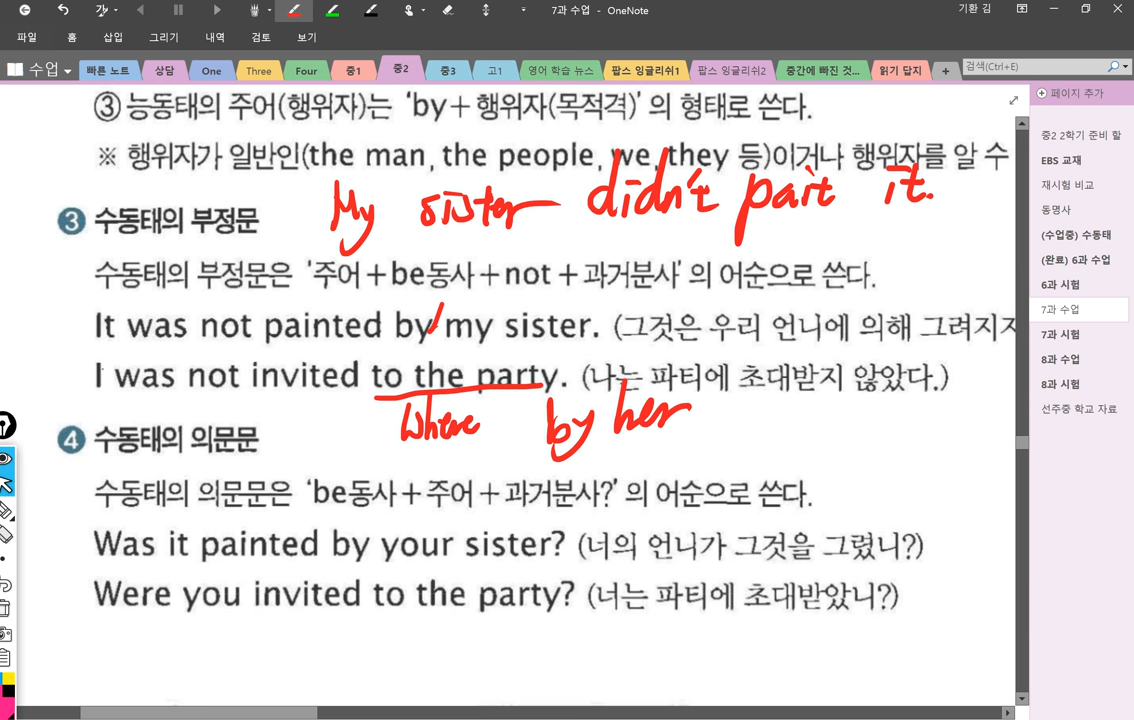 기환 김
7과 수업 - OneNote
파일 홈 삽입 그리기 내역 검토 보기
수업 빠른 노트 상담 One Three Four 중1 중2 중3 고1 영어 학습 뉴스 팝스 잉글리쉬1 팝스 잉글리쉬2 중간에 빠진 것... 읽기 답지 + 검색(Ctrl+E)
페이지 추가
중2 2학기 준비 할
EBS 교재
재시험 비교
동명사
(수업중) 수동태
(완료) 6과 수업
6과 시험
7과 수업
7과 시험
8과 수업
8과 시험
선주중 학교 자료
③ 능동태의 주어(행위자)는 ‘by+행위자(목적격)’의 형태로 쓴다.
※ 행위자가 일반인(the man, the people, we, they 등)이거나 행위자를 알 수
My sister didn't pait it.
3 수동태의 부정문
수동태의 부정문은 ‘주어+be동사+not+과거분사’의 어순으로 쓴다.
It was not painted by / my sister. (그것은 우리 언니에 의해 그려지지
I was not invited to the party. (나는 파티에 초대받지 않았다.)
where by her
4 수동태의 의문문
수동태의 의문문은 ‘be동사+주어+과거분사?’의 어순으로 쓴다.
Was it painted by your sister? (너의 언니가 그것을 그렸니?)
Were you invited to the party? (너는 파티에 초대받았니?)